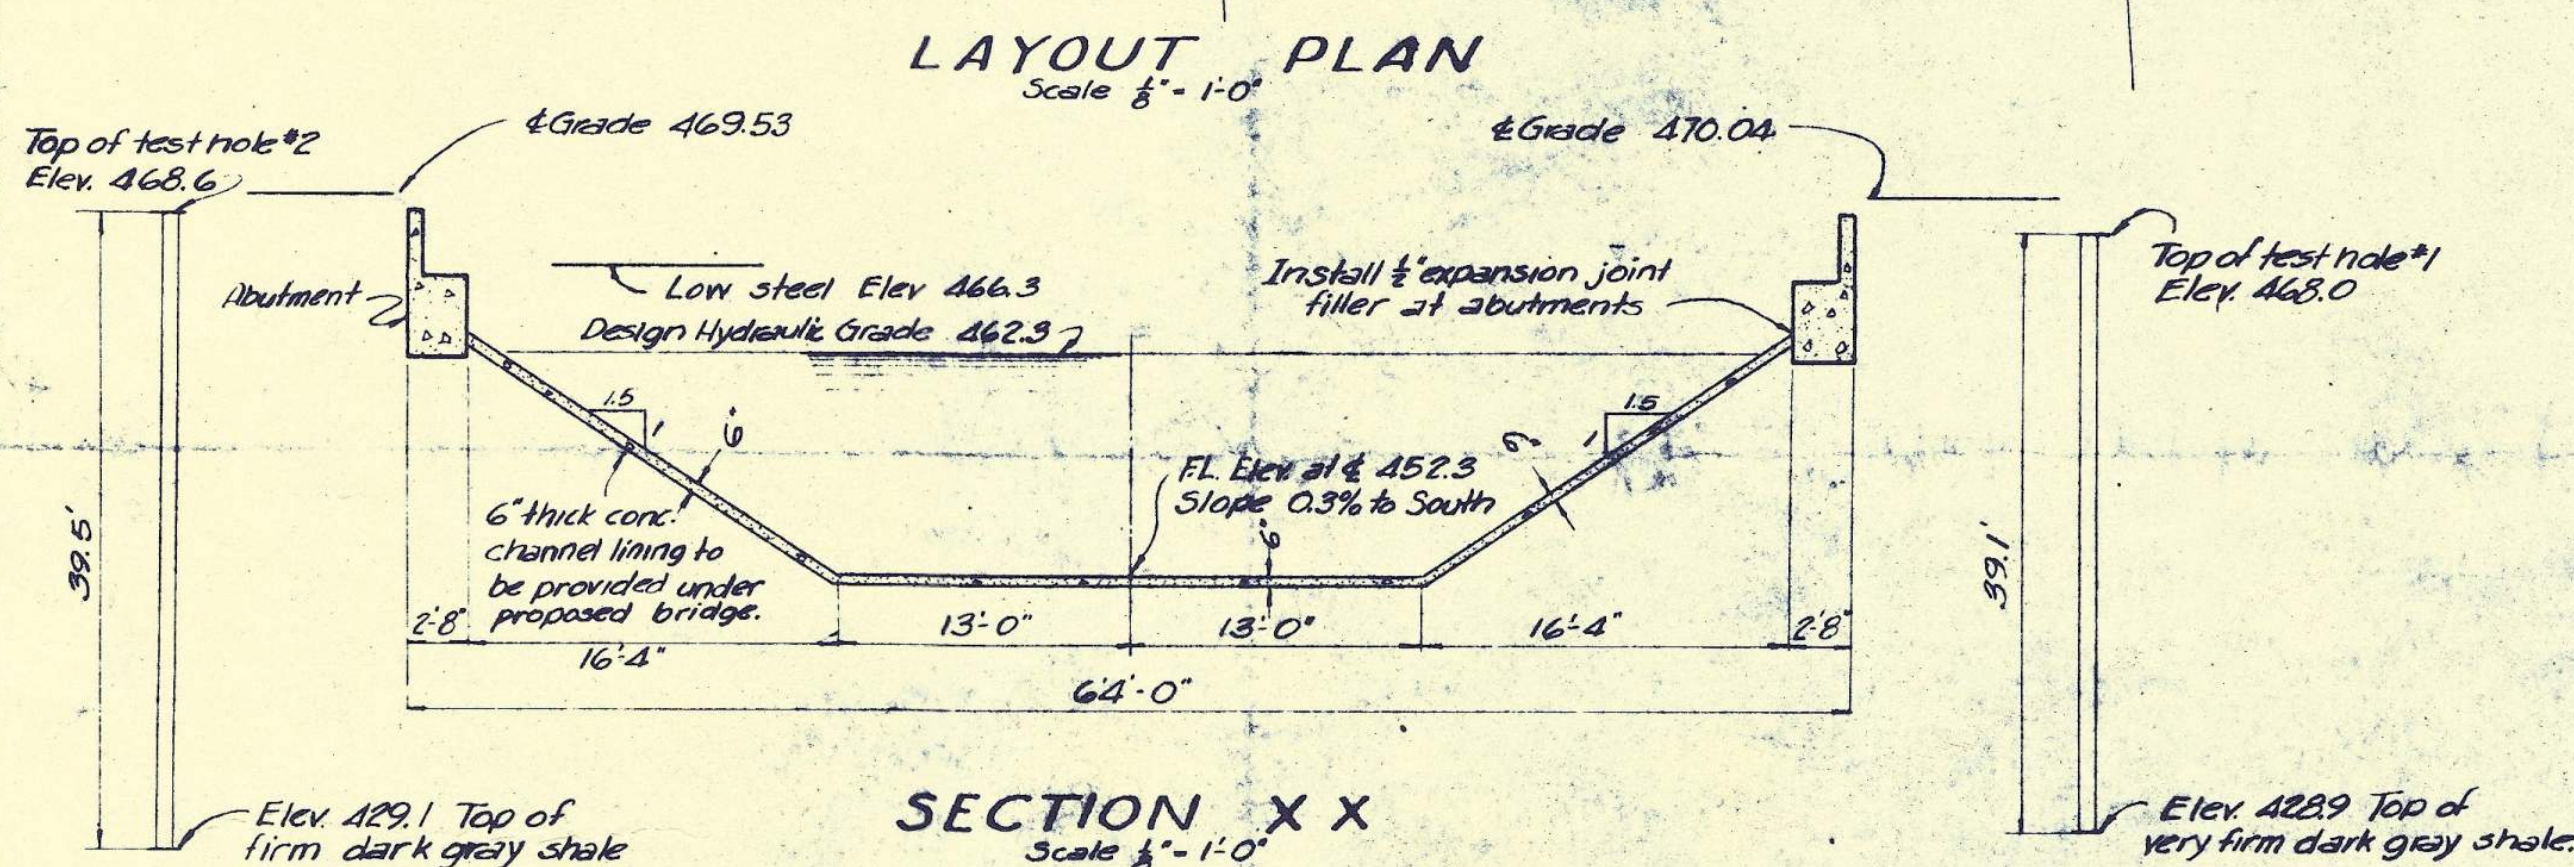 LAYOUT PLAN
Scale 1/8" = 1'-0"
℄ Grade 469.53
℄ Grade 470.04
Top of test hole #2
Elev. 468.6
Top of test hole #1
Elev. 468.0
Abutment
Low steel Elev 466.3
Design Hydraulic Grade 462.3
Install 1/2" expansion joint
filler at abutments
1.5
1
6"
1.5
1
6"
F.L. Elev. at ℄ 452.3
Slope 0.3% to South
6"
6" thick conc.
channel lining to
be provided under
proposed bridge.
39.5'
39.1'
2'-8"
16'-4"
13'-0"
13'-0"
16'-4"
2'-8"
64'-0"
Elev. 429.1 Top of
firm dark gray shale
SECTION X X
Scale 1/8" = 1'-0"
Elev. 428.9 Top of
very firm dark gray shale.